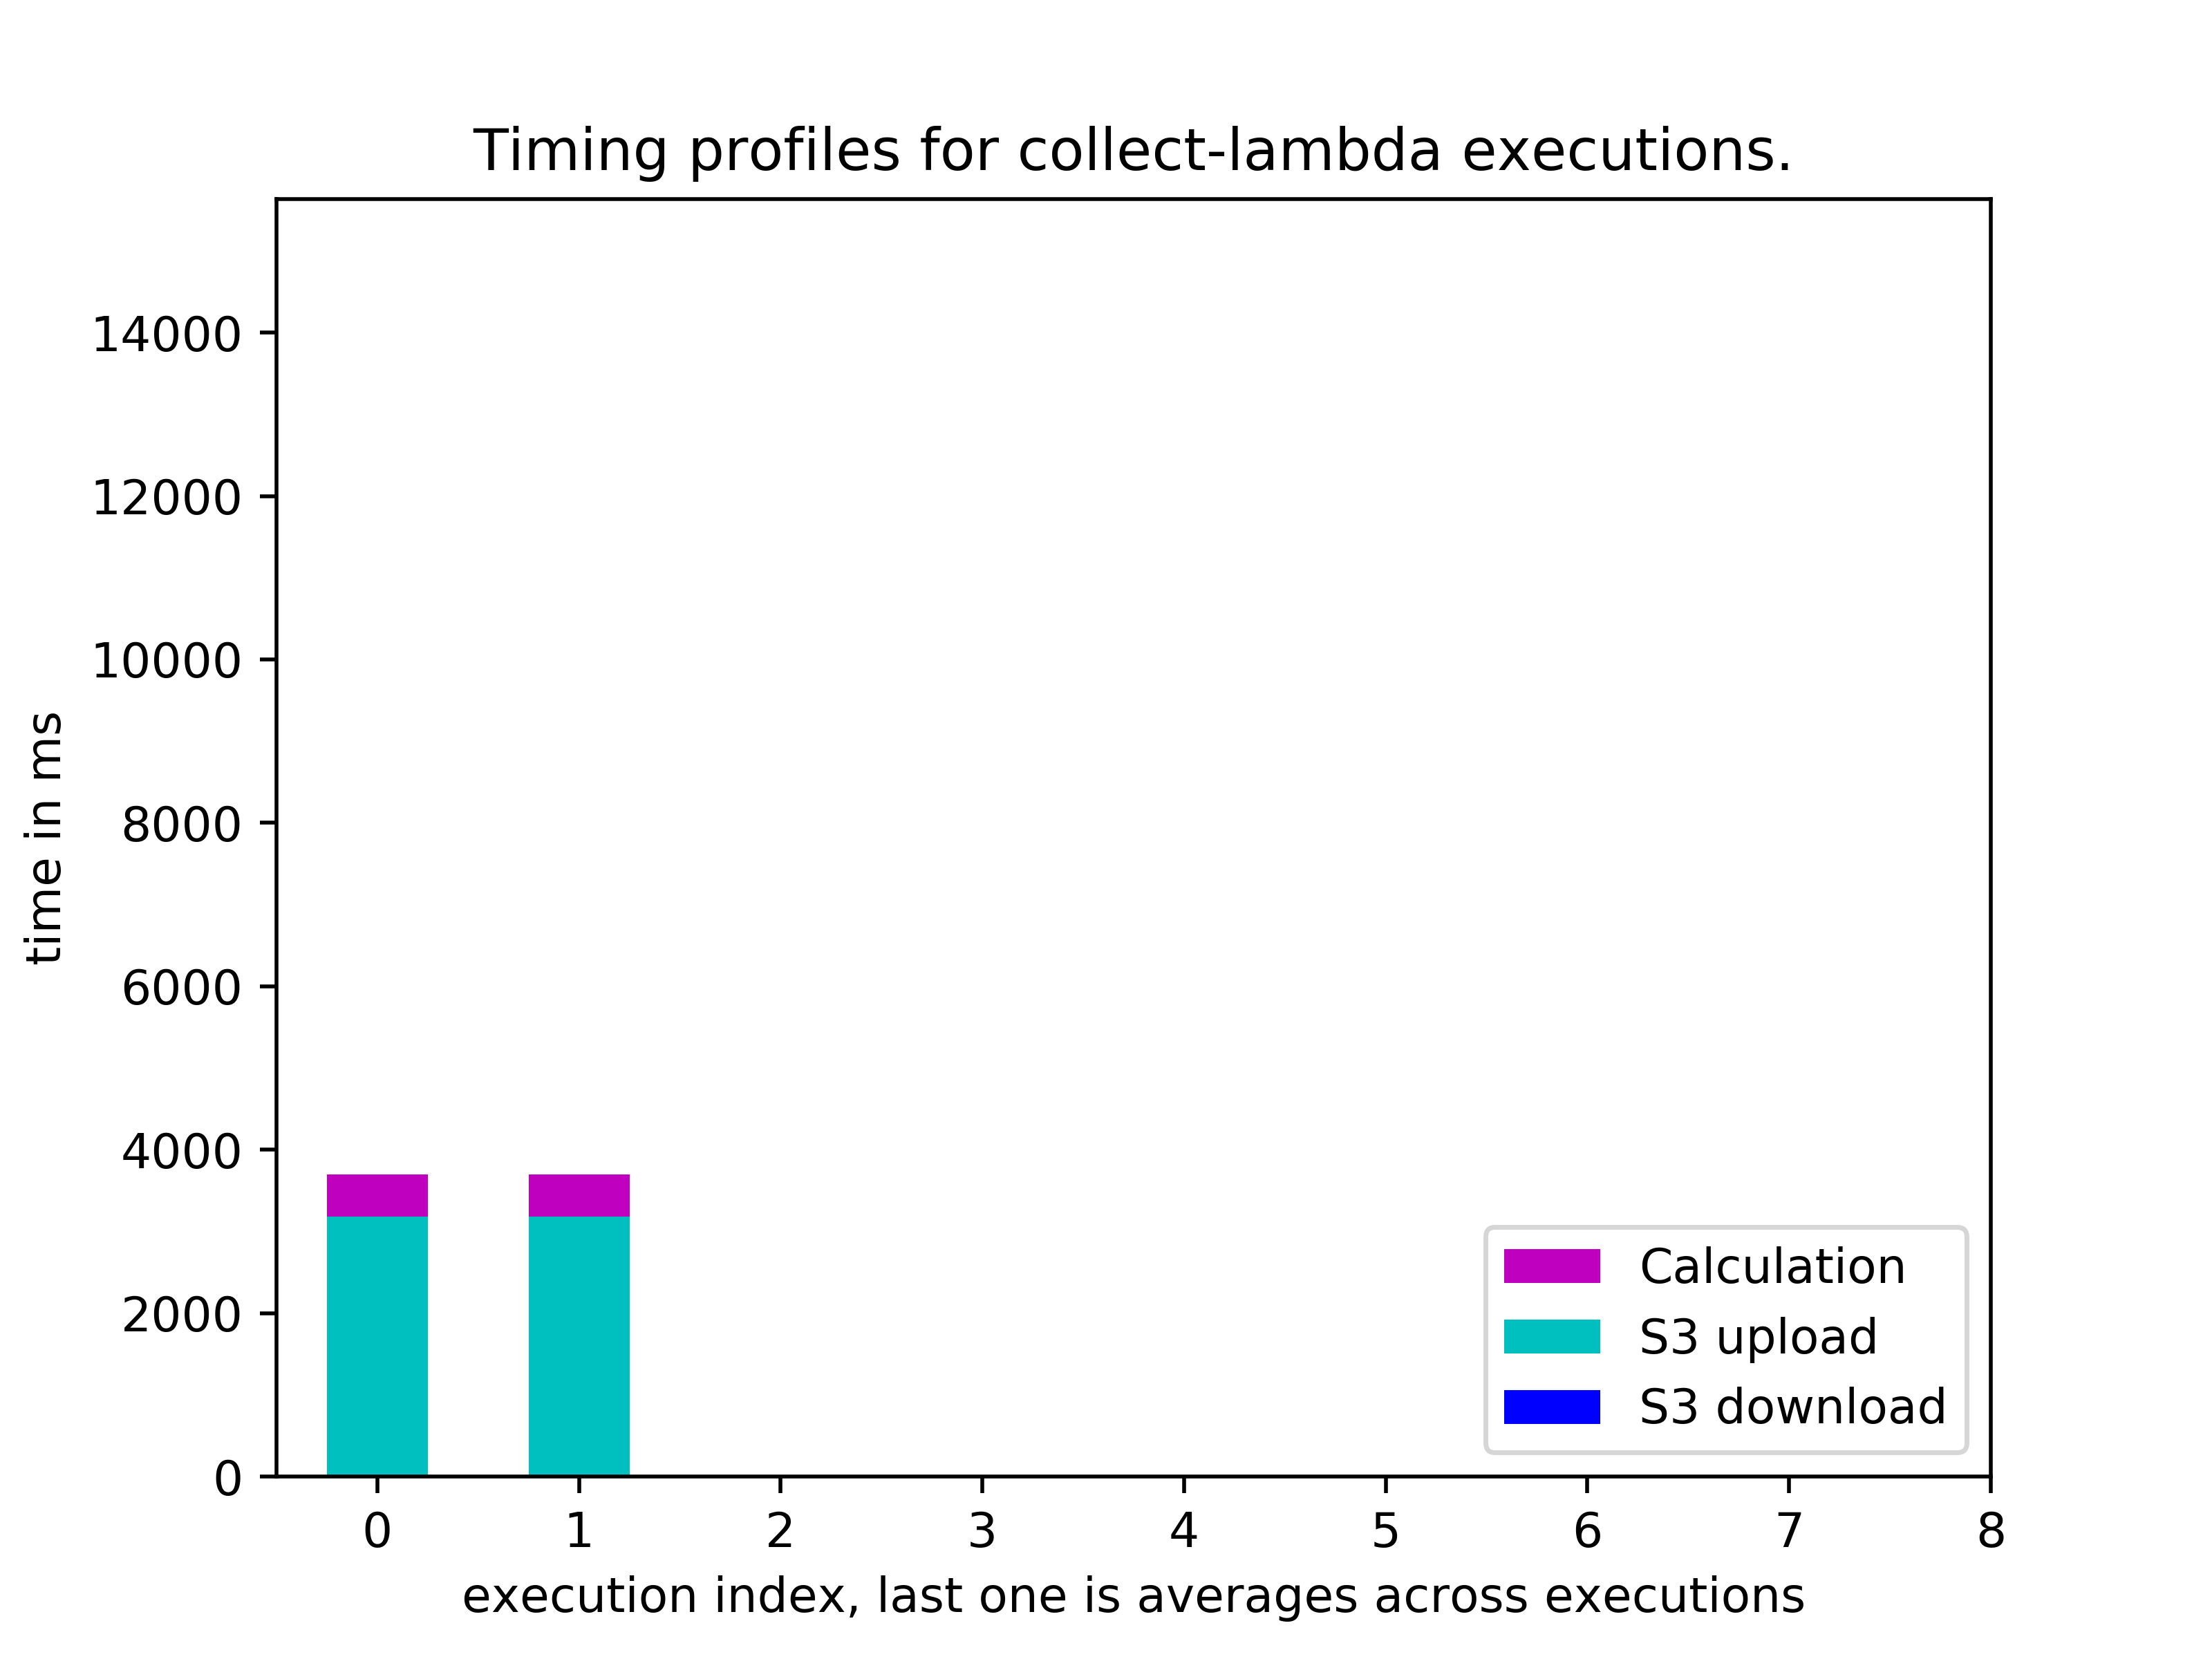 Timing profiles for collect-lambda executions.
14000
12000
10000
8000
6000
4000
2000
0
time in ms
Calculation
S3 upload
S3 download
0 1 2 3 4 5 6 7 8
execution index, last one is averages across executions